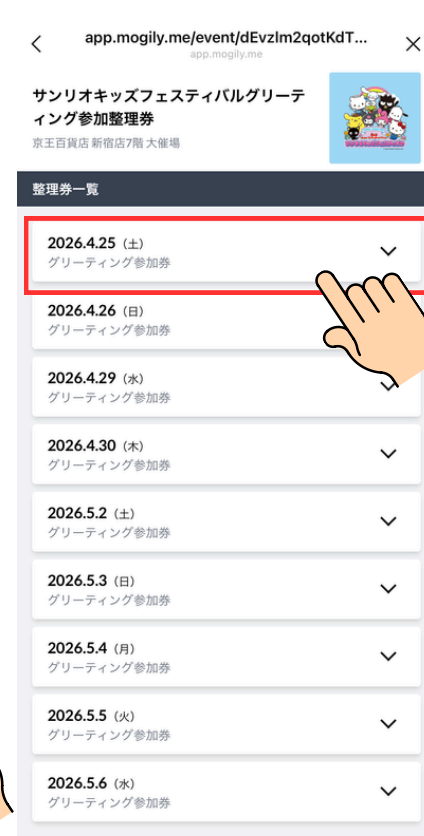 app.mogily.me/event/dEvzlm2qotKdT...
app.mogily.me
サンリオキッズフェスティバルグリーテ
ィング参加整理券
京王百貨店 新宿店7階 大催場
整理券一覧
2026.4.25（土）
グリーティング参加券
2026.4.26（日）
グリーティング参加券
2026.4.29（水）
グリーティング参加券
2026.4.30（木）
グリーティング参加券
2026.5.2（土）
グリーティング参加券
2026.5.3（日）
グリーティング参加券
2026.5.4（月）
グリーティング参加券
2026.5.5（火）
グリーティング参加券
2026.5.6（水）
グリーティング参加券